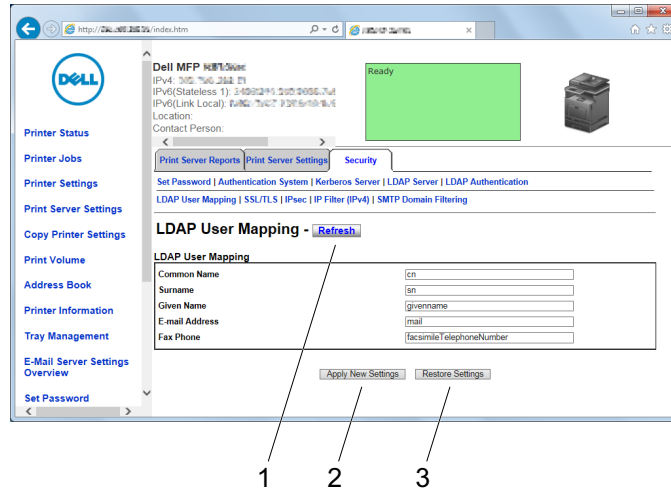 http://
/index.htm
DELL
Dell MFP
IPv4:
IPv6(Stateless 1):
IPv6(Link Local):
Location:
Contact Person:
Ready
Printer Status
Printer Jobs
Printer Settings
Print Server Settings
Copy Printer Settings
Print Volume
Address Book
Printer Information
Tray Management
E-Mail Server Settings
Overview
Set Password
Print Server Reports Print Server Settings Security
Set Password | Authentication System | Kerberos Server | LDAP Server | LDAP Authentication
LDAP User Mapping | SSL/TLS | IPsec | IP Filter (IPv4) | SMTP Domain Filtering
LDAP User Mapping - Refresh
LDAP User Mapping
Common Name cn
Surname sn
Given Name givenname
E-mail Address mail
Fax Phone facsimileTelephoneNumber
Apply New Settings Restore Settings
1 2 3